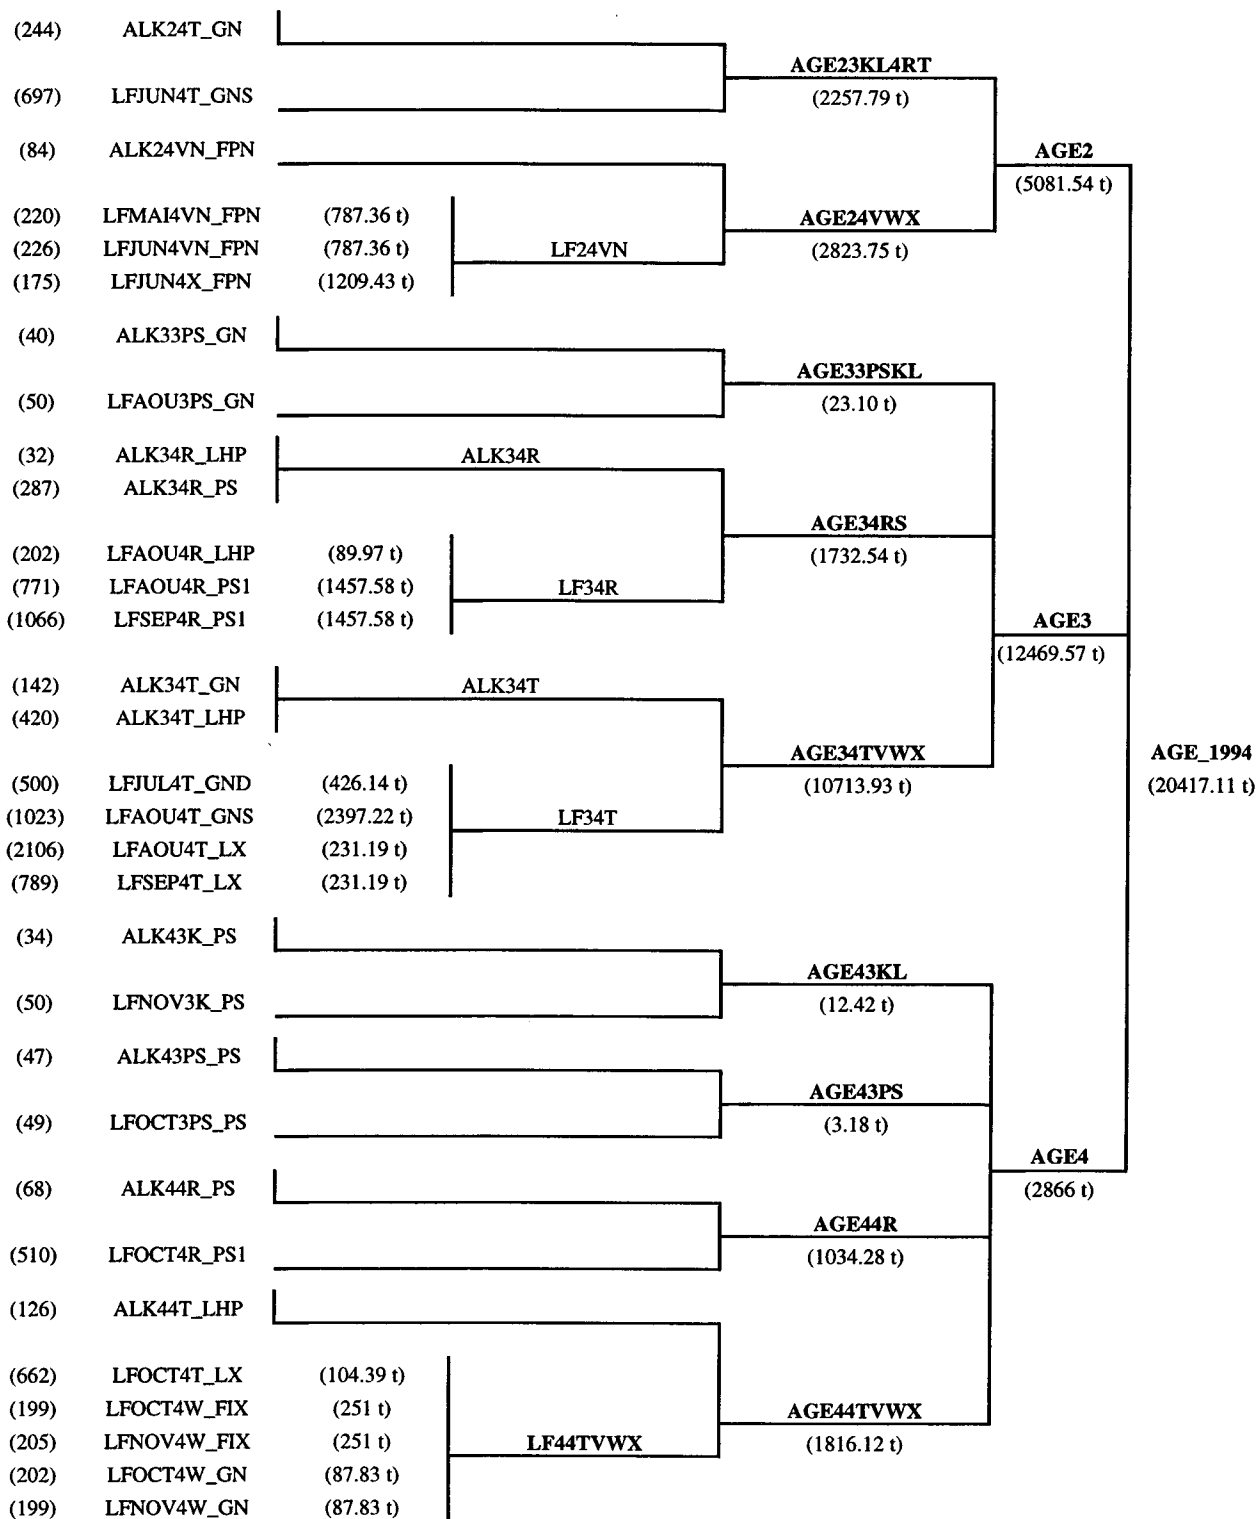 (244) ALK24T_GN
AGE23KL4RT
(697) LFJUN4T_GNS
(2257.79 t)
(84) ALK24VN_FPN
AGE2
(5081.54 t)
(220) LFMAI4VN_FPN (787.36 t)
AGE24VWX
(226) LFJUN4VN_FPN (787.36 t) LF24VN
(2823.75 t)
(175) LFJUN4X_FPN (1209.43 t)
(40) ALK33PS_GN
AGE33PSKL
(50) LFAOU3PS_GN
(23.10 t)
(32) ALK34R_LHP
ALK34R
(287) ALK34R_PS
AGE34RS
(202) LFAOU4R_LHP (89.97 t)
(1732.54 t)
(771) LFAOU4R_PS1 (1457.58 t) LF34R
(1066) LFSEP4R_PS1 (1457.58 t)
AGE3
(12469.57 t)
(142) ALK34T_GN
ALK34T
(420) ALK34T_LHP
AGE34TVWX
AGE_1994
(500) LFJUL4T_GND (426.14 t)
(10713.93 t)
(20417.11 t)
(1023) LFAOU4T_GNS (2397.22 t) LF34T
(2106) LFAOU4T_LX (231.19 t)
(789) LFSEP4T_LX (231.19 t)
(34) ALK43K_PS
AGE43KL
(50) LFNOV3K_PS
(12.42 t)
(47) ALK43PS_PS
AGE43PS
(49) LFOCT3PS_PS
(3.18 t)
AGE4
(68) ALK44R_PS
(2866 t)
AGE44R
(510) LFOCT4R_PS1
(1034.28 t)
(126) ALK44T_LHP
(662) LFOCT4T_LX (104.39 t)
(199) LFOCT4W_FIX (251 t)
AGE44TVWX
(205) LFNOV4W_FIX (251 t) LF44TVWX
(1816.12 t)
(202) LFOCT4W_GN (87.83 t)
(199) LFNOV4W_GN (87.83 t)